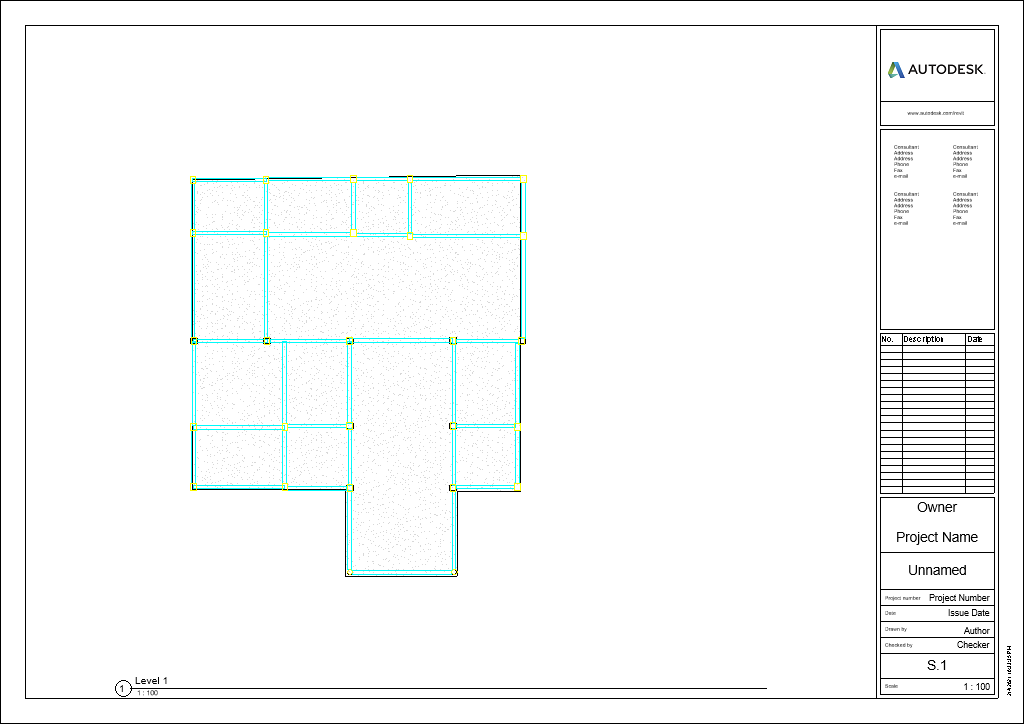 AUTODESK
www.autodesk.com/revit
Consultant
Address
Address
Phone
Fax
e-mail
Consultant
Address
Address
Phone
Fax
e-mail
Consultant
Address
Address
Phone
Fax
e-mail
Consultant
Address
Address
Phone
Fax
e-mail
No. Description Date
Owner
Project Name
Unnamed
Project number Project Number
Date Issue Date
Drawn by Author
Checked by Checker
S.1
Scale 1 : 100
1 Level 1
1 : 100